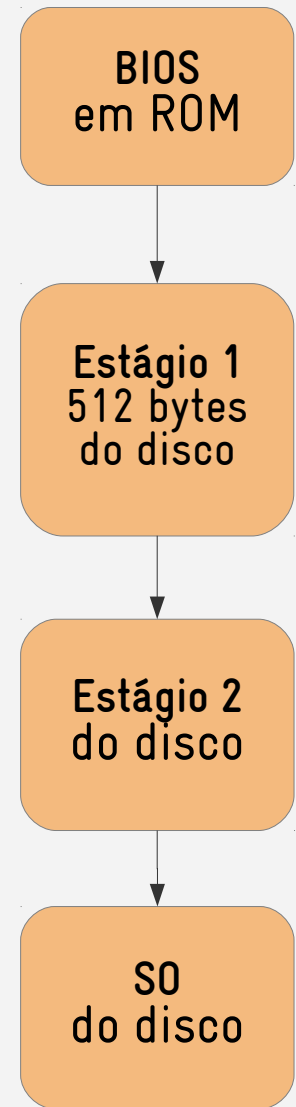 BIOS
em ROM
Estágio 1
512 bytes
do disco
Estágio 2
do disco
SO
do disco